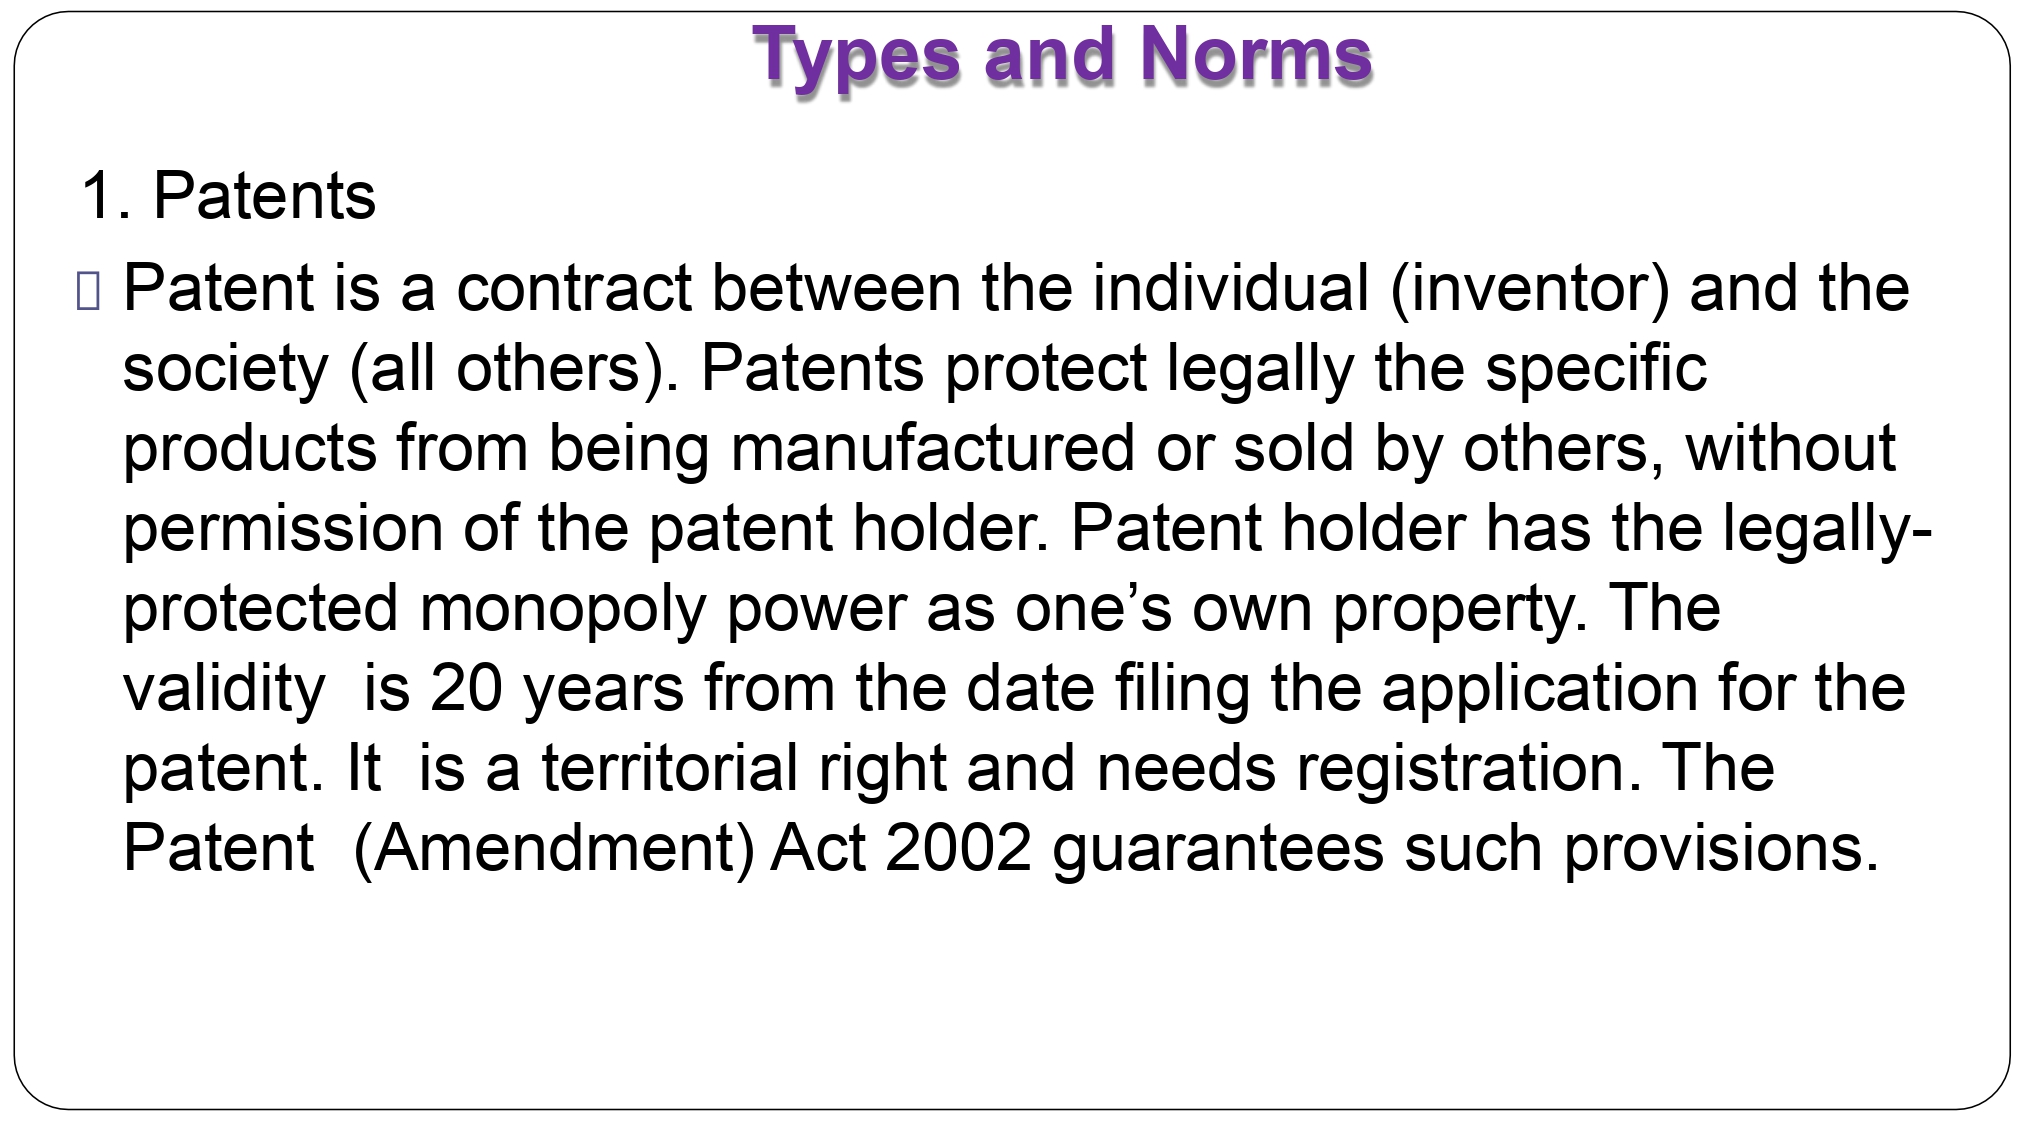 Types and Norms
1. Patents
Patent is a contract between the individual (inventor) and the
society (all others). Patents protect legally the specific
products from being manufactured or sold by others, without
permission of the patent holder. Patent holder has the legally-
protected monopoly power as one’s own property. The
validity  is 20 years from the date filing the application for the
patent. It  is a territorial right and needs registration. The
Patent  (Amendment) Act 2002 guarantees such provisions.